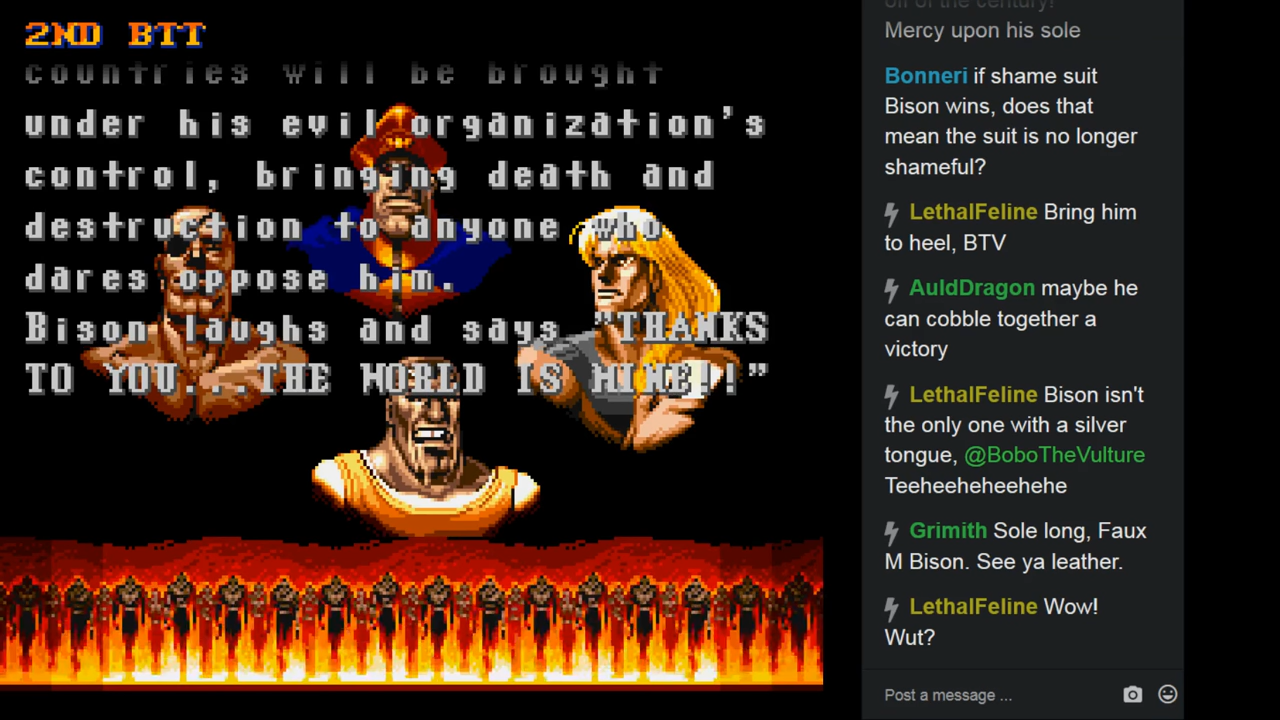 2ND BTT
countries will be brought
under his evil organization's
control, bringing death and
destruction to anyone who
dares oppose him.
Bison laughs and says "THANKS
TO YOU...THE WORLD IS MINE!!"
off of the century!
Mercy upon his sole
Bonneri if shame suit
Bison wins, does that
mean the suit is no longer
shameful?
LethalFeline Bring him
to heel, BTV
AuldDragon maybe he
can cobble together a
victory
LethalFeline Bison isn't
the only one with a silver
tongue, @BoboTheVulture
Teeheeheheehehe
Grimith Sole long, Faux
M Bison. See ya leather.
LethalFeline Wow!
Wut?
Post a message ...